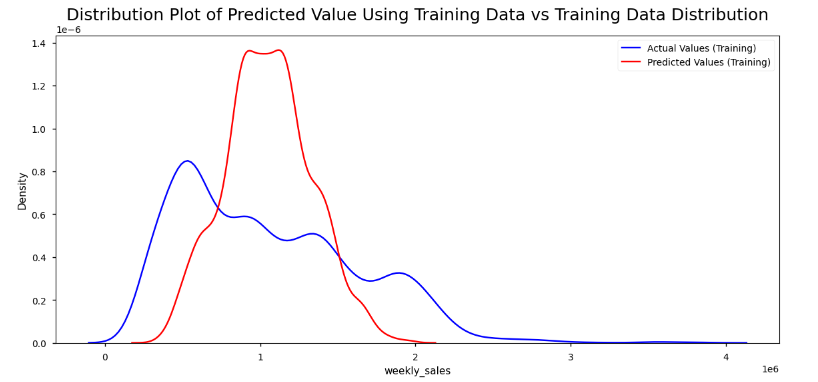 Distribution Plot of Predicted Value Using Training Data vs Training Data Distribution
1e−6
1.4
1.2
1.0
0.8
0.6
0.4
0.2
0.0
Density
Actual Values (Training)
Predicted Values (Training)
0 1 2 3 4
1e6
weekly_sales